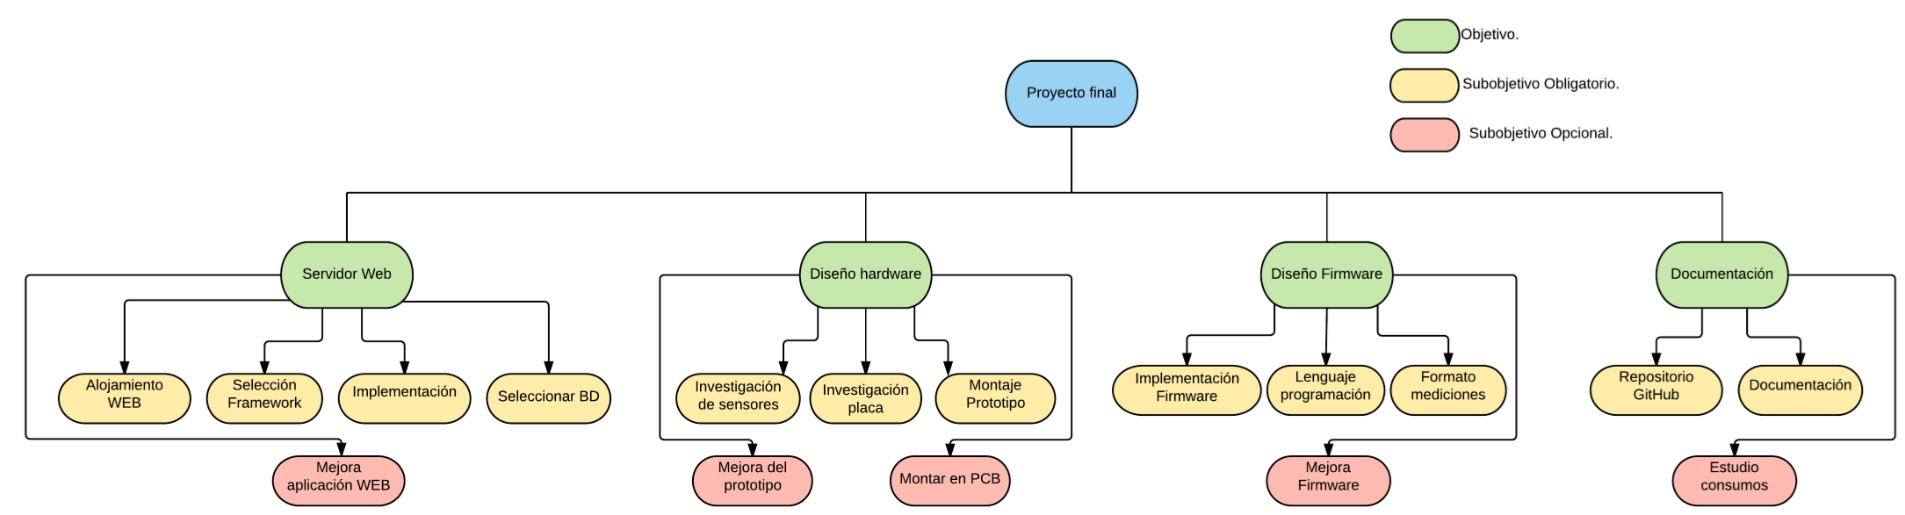 Objetivo.
Subobjetivo Obligatorio.
Subobjetivo Opcional.
Proyecto final
Servidor Web
Diseño hardware
Diseño Firmware
Documentación
Alojamiento
WEB
Selección
Framework
Implementación
Seleccionar BD
Investigación
de sensores
Investigación
placa
Montaje
Prototipo
Implementación
Firmware
Lenguaje
programación
Formato
mediciones
Repositorio
GitHub
Documentación
Mejora
aplicación WEB
Mejora del
prototipo
Montar en PCB
Mejora
Firmware
Estudio
consumos